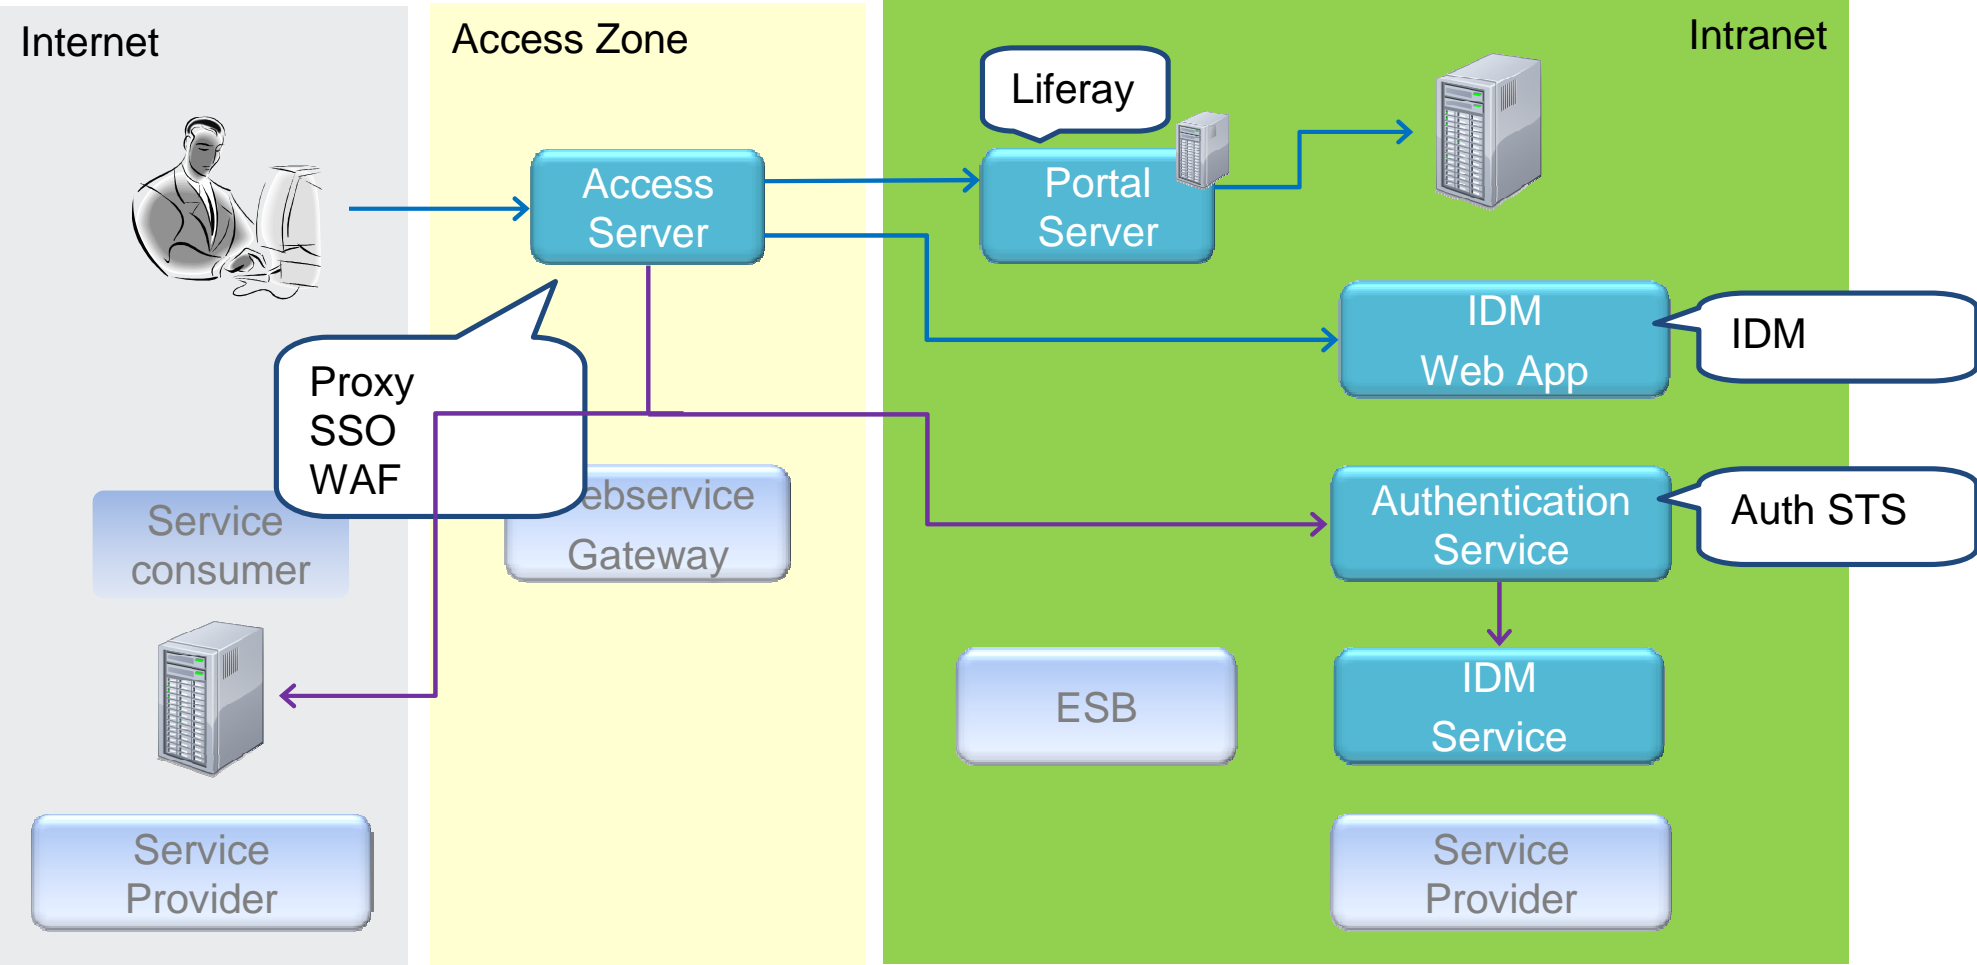 Internet
Access Zone
Intranet
Liferay
Access
Server
Portal
Server
IDM
Web App
IDM
Proxy
SSO
WAF
Service
consumer
ebservice
Gateway
Authentication
Service
Auth STS
ESB
IDM
Service
Service
Provider
Service
Provider